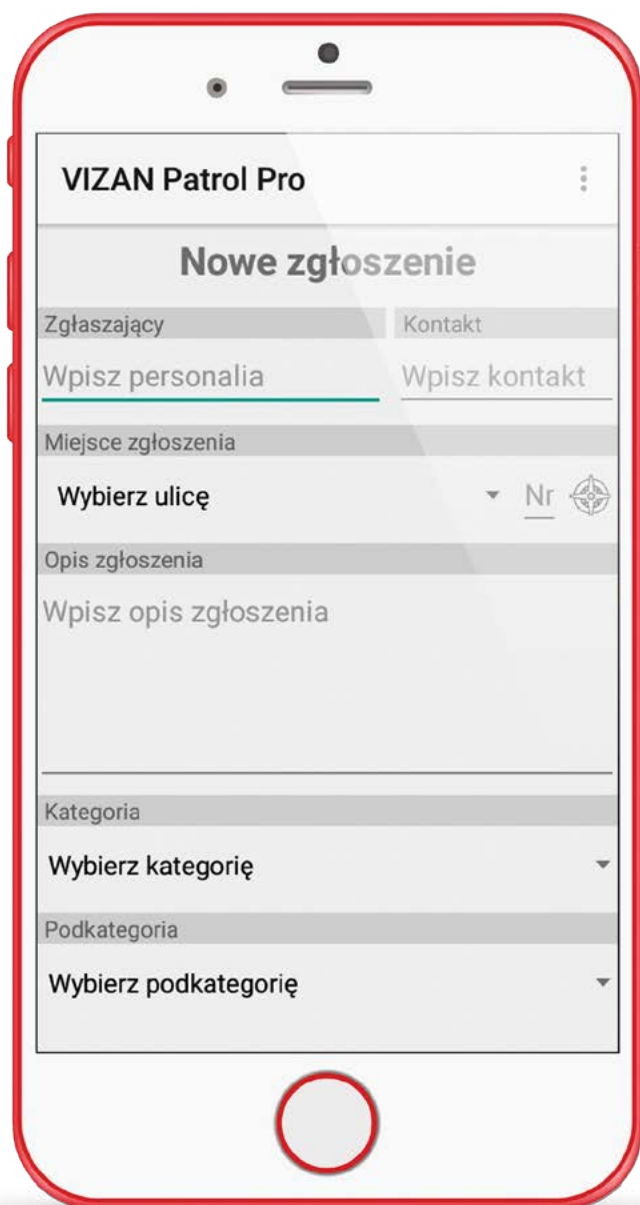 VIZAN Patrol Pro
Nowe zgłoszenie
Zgłaszający Kontakt
Wpisz personalia Wpisz kontakt
Miejsce zgłoszenia
Wybierz ulicę Nr
Opis zgłoszenia
Wpisz opis zgłoszenia
Kategoria
Wybierz kategorię
Podkategoria
Wybierz podkategorię